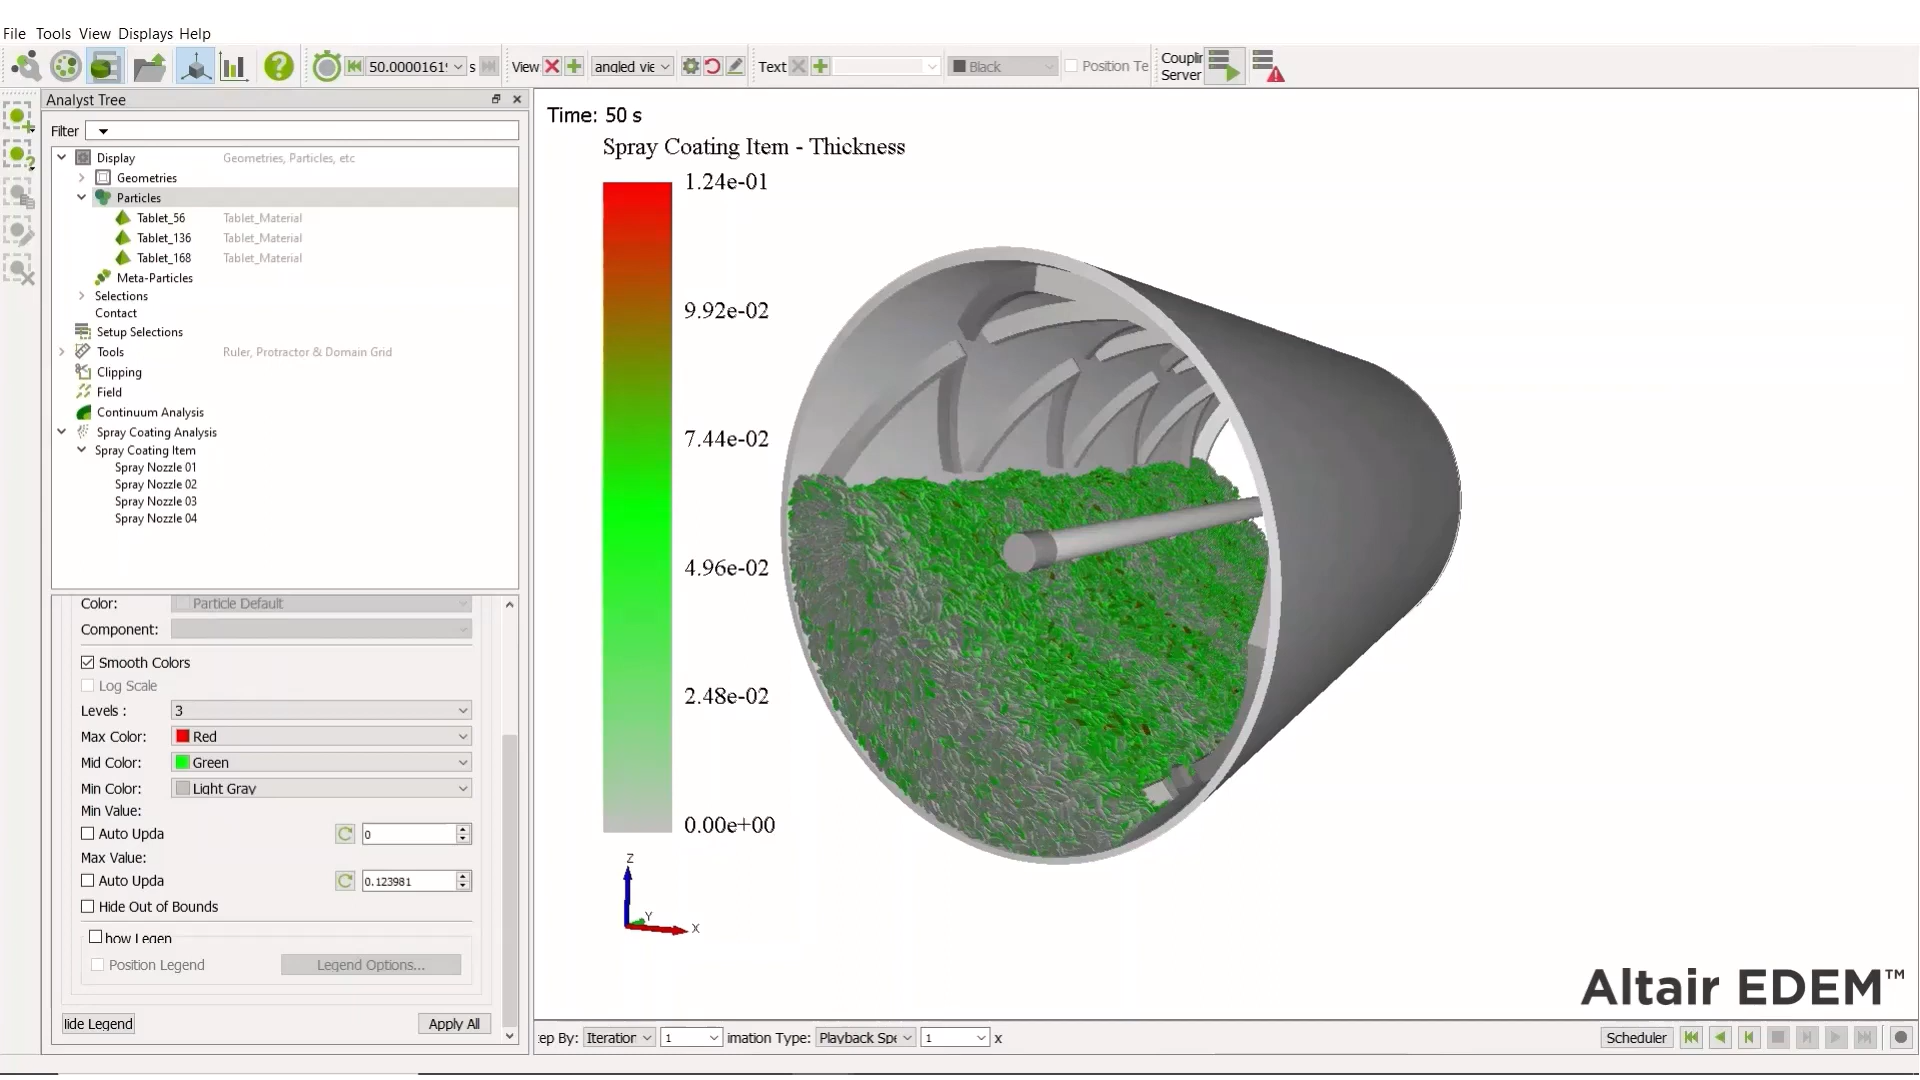 File Tools View Displays Help
50.0000161 s View angled vie Text Black Position Te Couplir Server
Analyst Tree
Filter
Display Geometries, Particles, etc
Geometries
Particles
Tablet_56 Tablet_Material
Tablet_136 Tablet_Material
Tablet_168 Tablet_Material
Meta-Particles
Selections
Contact
Setup Selections
Tools Ruler, Protractor & Domain Grid
Clipping
Field
Continuum Analysis
Spray Coating Analysis
Spray Coating Item
Spray Nozzle 01
Spray Nozzle 02
Spray Nozzle 03
Spray Nozzle 04
Color: Particle Default
Component:
Smooth Colors
Log Scale
Levels : 3
Max Color: Red
Mid Color: Green
Min Color: Light Gray
Min Value:
Auto Upda 0
Max Value:
Auto Upda 0.123981
Hide Out of Bounds
how Legen
Position Legend Legend Options...
lide Legend Apply All
Time: 50 s
Spray Coating Item - Thickness
1.24e-01
9.92e-02
7.44e-02
4.96e-02
2.48e-02
0.00e+00
Z
Y
X
Altair EDEM™
tep By: Iteration 1 imation Type: Playback Spe 1 x Scheduler